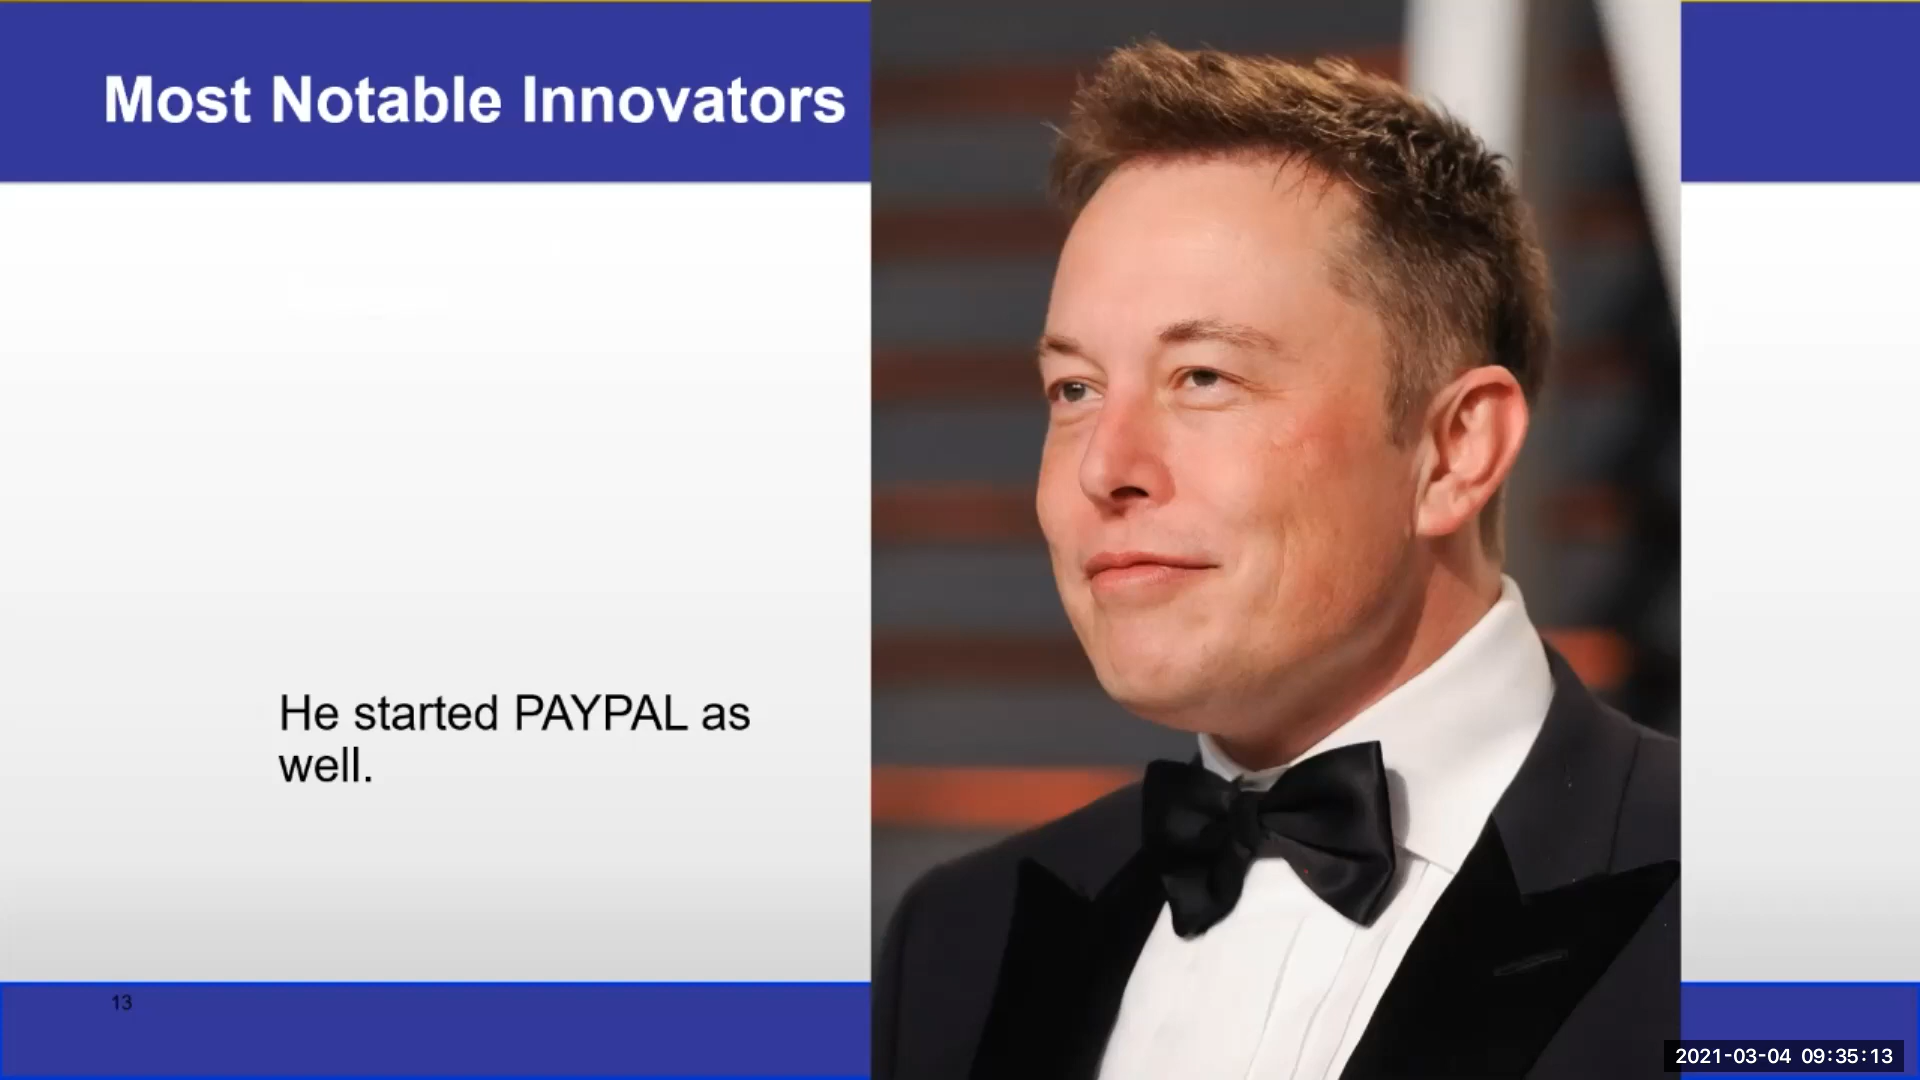 Most Notable Innovators
He started PAYPAL as
well.
13
2021-03-04 09:35:13